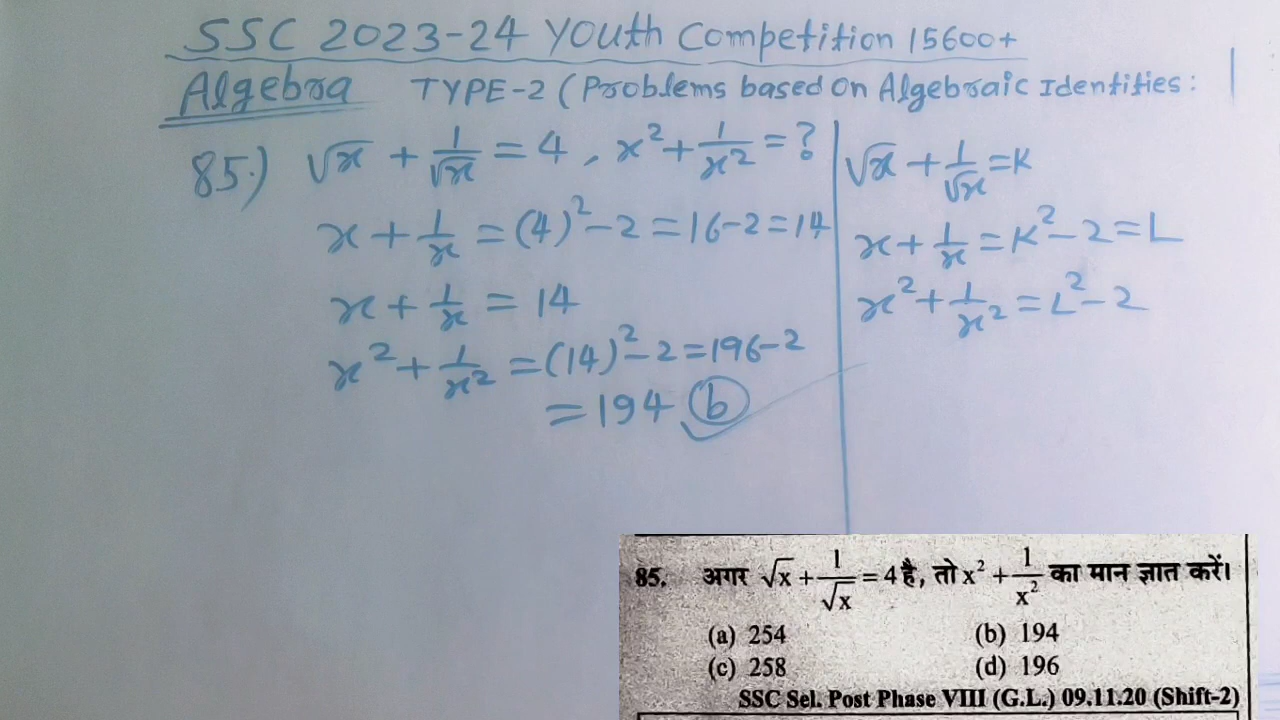 SSC 2023-24 Youth Competition 15600+
Algebra TYPE-2 (Problems based on Algebraic Identities:
85.) √x + 1/√x = 4, x² + 1/x² = ?
x + 1/x = (4)² - 2 = 16 - 2 = 14
x + 1/x = 14
x² + 1/x² = (14)² - 2 = 196 - 2
= 194 (b)
√x + 1/√x = K
x + 1/x = K² - 2 = L
x² + 1/x² = L² - 2
85. अगर √x + 1/√x = 4 है, तो x² + 1/x² का मान ज्ञात करें।
(a) 254 (b) 194
(c) 258 (d) 196
SSC Sel. Post Phase VIII (G.L.) 09.11.20 (Shift-2)